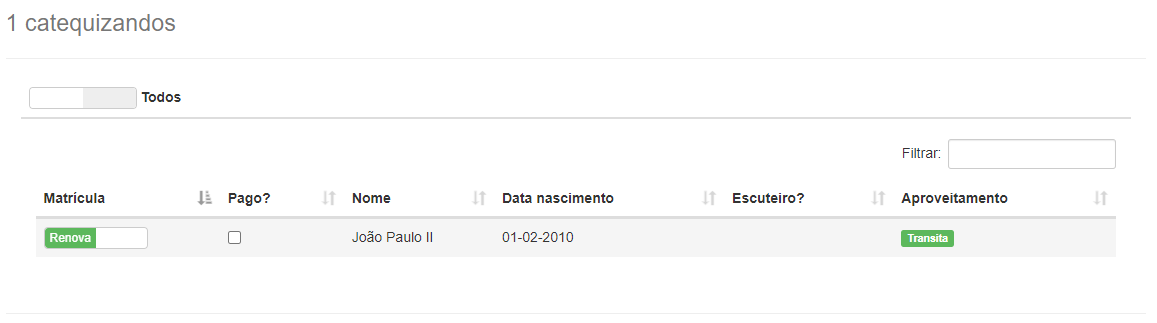 1 catequizandos
Todos
Filtrar:
Matrícula Pago? Nome Data nascimento Escuteiro? Aproveitamento
Renova João Paulo II 01-02-2010 Transita